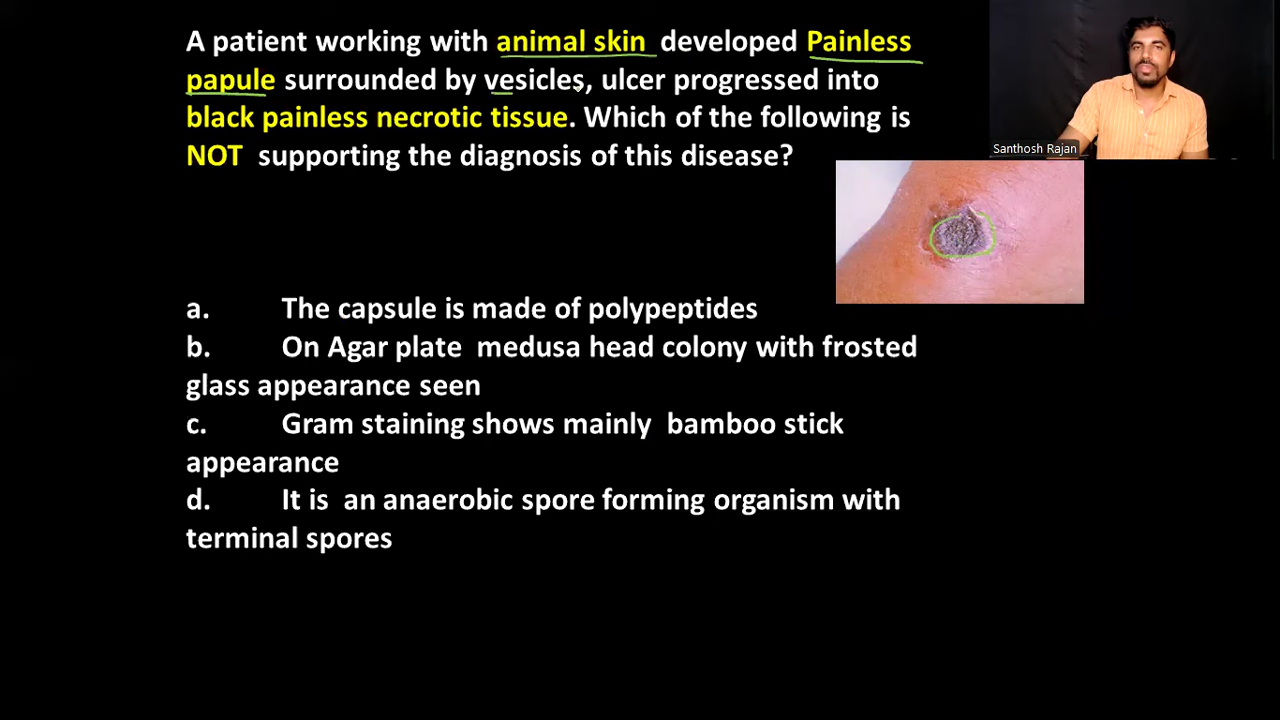 A patient working with animal skin developed Painless
papule surrounded by vesicles, ulcer progressed into
black painless necrotic tissue. Which of the following is
NOT supporting the diagnosis of this disease?
Santhosh Rajan
a. The capsule is made of polypeptides
b. On Agar plate medusa head colony with frosted
glass appearance seen
c. Gram staining shows mainly bamboo stick
appearance
d. It is an anaerobic spore forming organism with
terminal spores